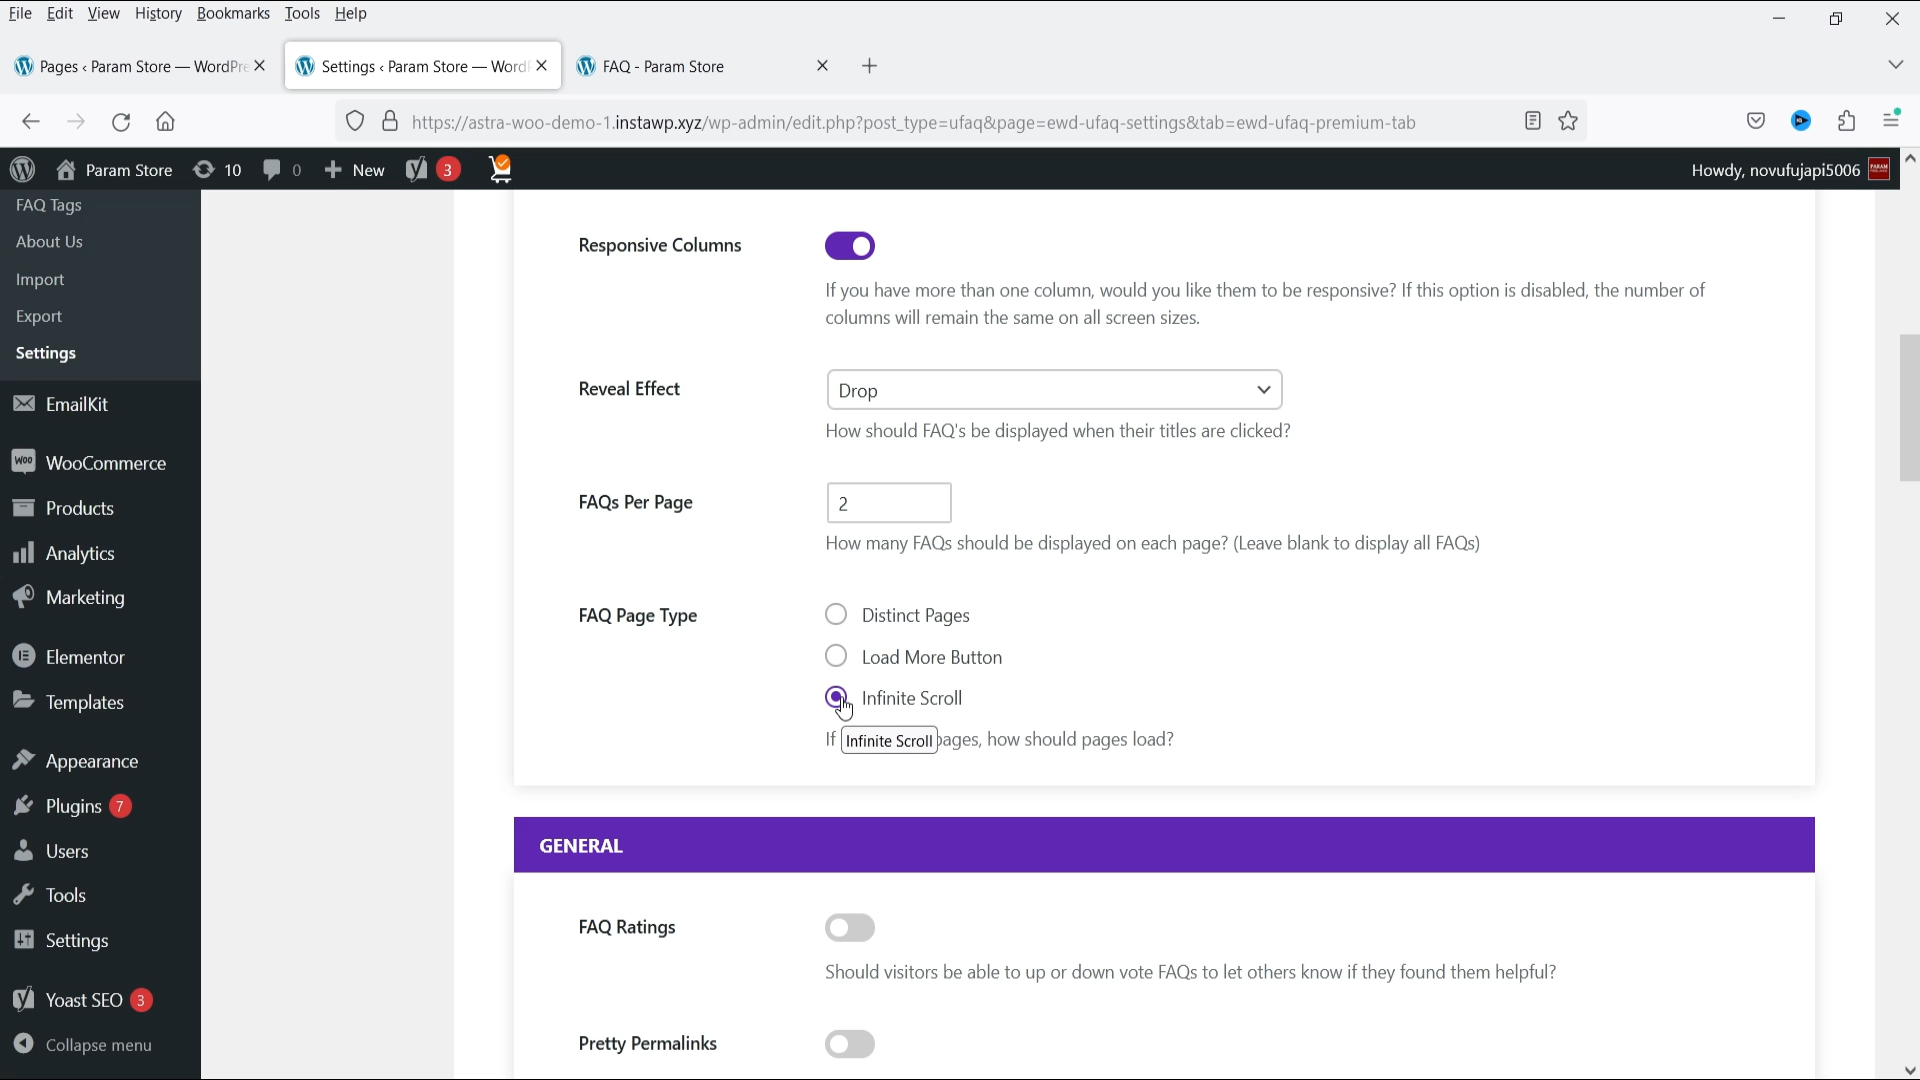 File Edit View History Bookmarks Tools Help
Pages ‹ Param Store — WordPre
Settings ‹ Param Store — Word
FAQ - Param Store
https://astra-woo-demo-1.instawp.xyz/wp-admin/edit.php?post_type=ufaq&page=ewd-ufaq-settings&tab=ewd-ufaq-premium-tab
Param Store 10 0 New 3 Howdy, novufujapi5006
FAQ Tags
About Us
Import
Export
Settings
EmailKit
WooCommerce
Products
Analytics
Marketing
Elementor
Templates
Appearance
Plugins 7
Users
Tools
Settings
Yoast SEO 3
Collapse menu
Responsive Columns
If you have more than one column, would you like them to be responsive? If this option is disabled, the number of
columns will remain the same on all screen sizes.
Reveal Effect
Drop
How should FAQ's be displayed when their titles are clicked?
FAQs Per Page
2
How many FAQs should be displayed on each page? (Leave blank to display all FAQs)
FAQ Page Type
Distinct Pages
Load More Button
Infinite Scroll
If pages, how should pages load?
Infinite Scroll
GENERAL
FAQ Ratings
Should visitors be able to up or down vote FAQs to let others know if they found them helpful?
Pretty Permalinks